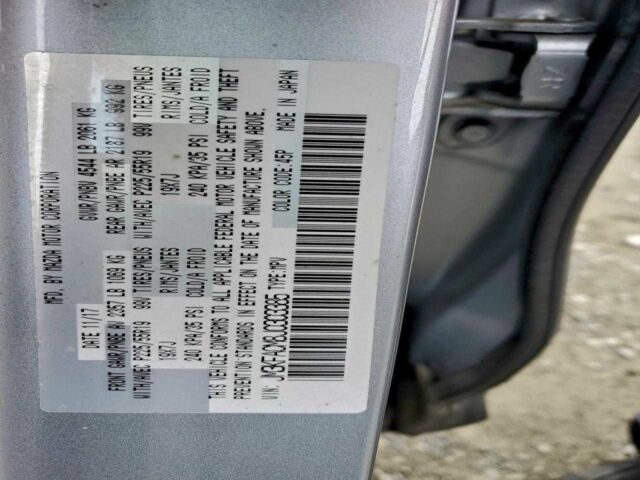 MFD. BY MAZDA MOTOR CORPORATION
DATE: 11/17 GVWR/PNBV 4544 LB 2061 KG
FRONT GAWR/PNBE AV 2357 LB 1069 KG REAR GAWR/PNBE AR 2187 LB 992 KG
WITH/AVEC P225/55R19 99V TIRES/PNEUS WITH/AVEC P225/55R19 99V TIRES/PNEUS
19X7J RIMS/JANTES 19X7J RIMS/JANTES
240 KPA/35 PSI COLD/A FROID 240 KPA/35 PSI COLD/A FROID
THIS VEHICLE CONFORMS TO ALL APPLICABLE FEDERAL MOTOR VEHICLE SAFETY AND THEFT
PREVENTION STANDARDS IN EFFECT ON THE DATE OF MANUFACTURE SHOWN ABOVE.
JM3KFADM8J0303385
VIN: TYPE:MPV COLOR CODE:45P MADE IN JAPAN
4R